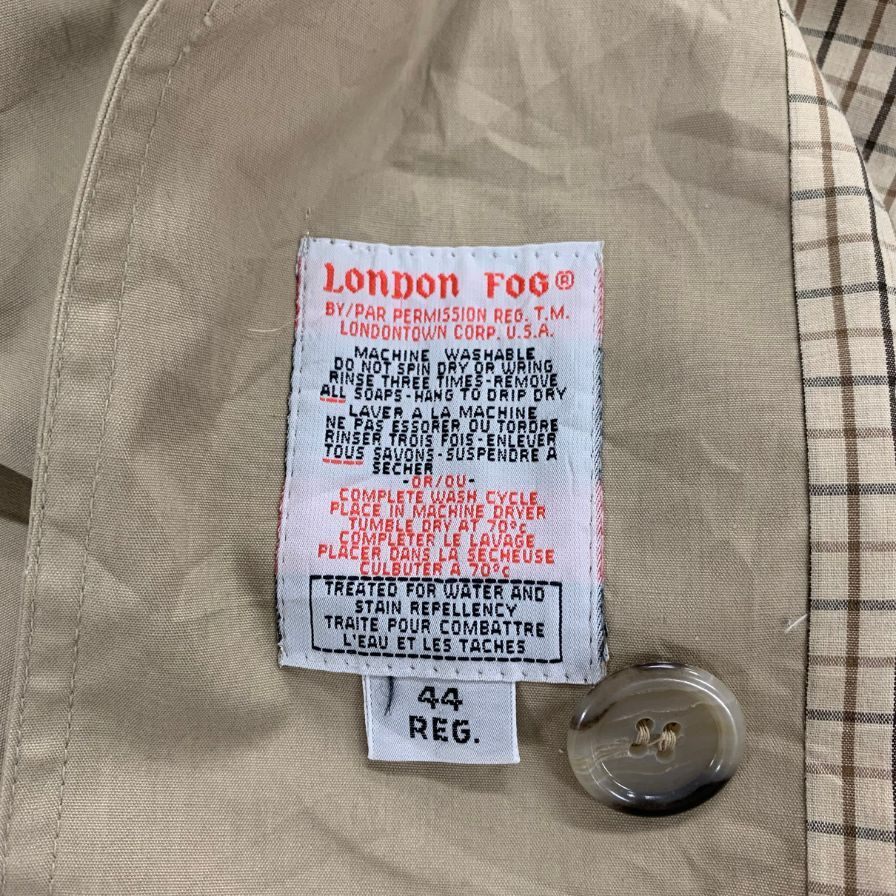 LONDON FOG®
BY/PAR PERMISSION REG. T.M.
LONDONTOWN CORP. U.S.A.
MACHINE WASHABLE
DO NOT SPIN DRY OR WRING
RINSE THREE TIMES-REMOVE
ALL SOAPS-HANG TO DRIP DRY
LAVER A LA MACHINE
NE PAS ESSORER OU TORDRE
RINSER TROIS FOIS-ENLEVER
TOUS SAVONS-SUSPENDRE A
SECHER
-OR/OU-
COMPLETE WASH CYCLE
PLACE IN MACHINE DRYER
TUMBLE DRY AT 70°C
COMPLETER LE LAVAGE
PLACER DANS LA SECHEUSE
CULBUTER A 70°C
TREATED FOR WATER AND
STAIN REPELLENCY
TRAITE POUR COMBATTRE
L'EAU ET LES TACHES
44
REG.